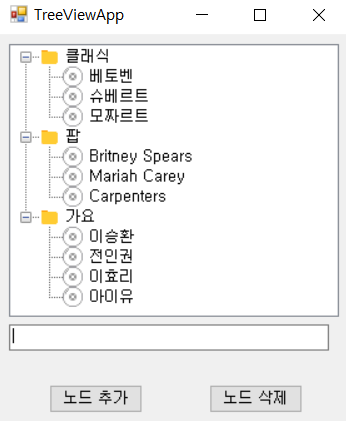 TreeViewApp
클래식
베토벤
슈베르트
모짜르트
팝
Britney Spears
Mariah Carey
Carpenters
가요
이승환
전인권
이효리
아이유
노드 추가 노드 삭제